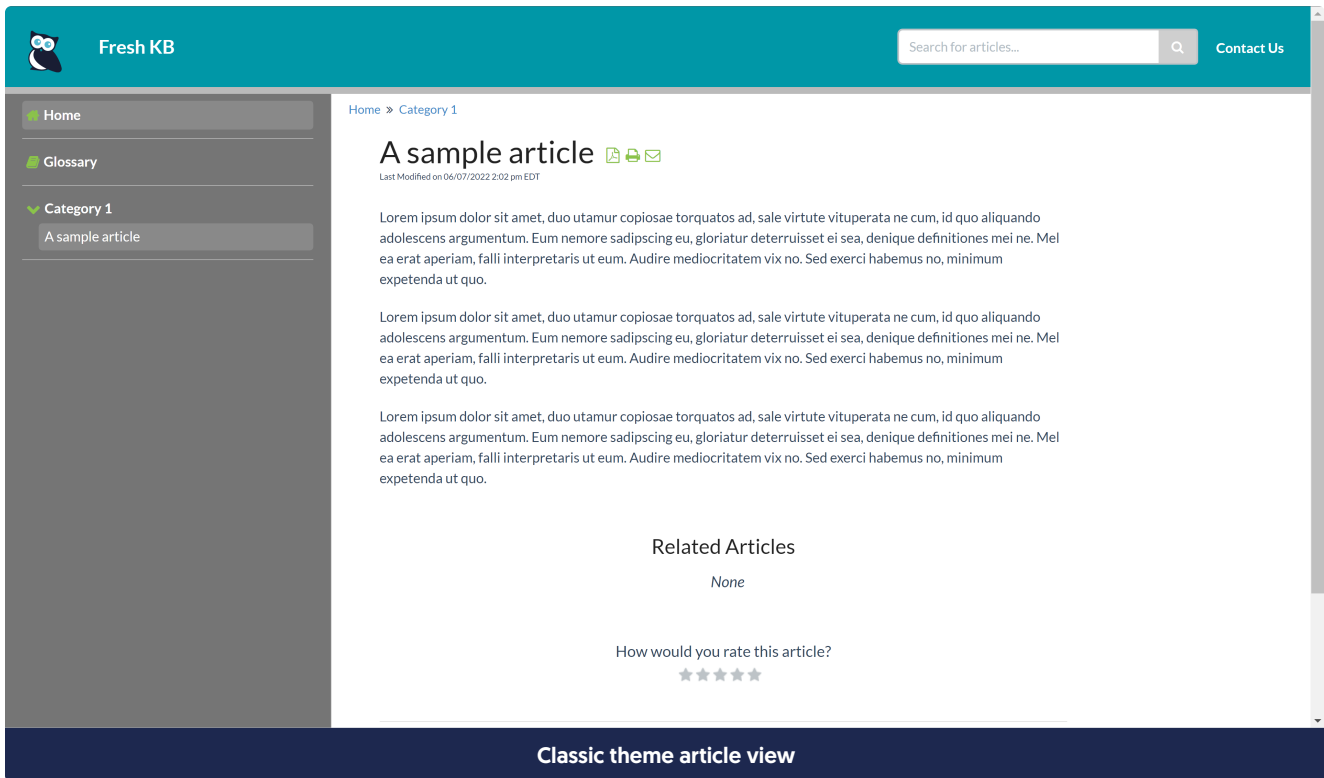 Fresh KB
Search for articles...
Contact Us
Home
Glossary
Category 1
A sample article
Home » Category 1
A sample article
Last Modified on 06/07/2022 2:02 pm EDT
Lorem ipsum dolor sit amet, duo utamur copiosae torquatos ad, sale virtute vituperata ne cum, id quo aliquando
adolescens argumentum. Eum nemore sadipscing eu, gloriatur deterruisset ei sea, denique definitiones mei ne. Mel
ea erat aperiam, falli interpretaris ut eum. Audire mediocritatem vix no. Sed exerci habemus no, minimum
expetenda ut quo.
Lorem ipsum dolor sit amet, duo utamur copiosae torquatos ad, sale virtute vituperata ne cum, id quo aliquando
adolescens argumentum. Eum nemore sadipscing eu, gloriatur deterruisset ei sea, denique definitiones mei ne. Mel
ea erat aperiam, falli interpretaris ut eum. Audire mediocritatem vix no. Sed exerci habemus no, minimum
expetenda ut quo.
Lorem ipsum dolor sit amet, duo utamur copiosae torquatos ad, sale virtute vituperata ne cum, id quo aliquando
adolescens argumentum. Eum nemore sadipscing eu, gloriatur deterruisset ei sea, denique definitiones mei ne. Mel
ea erat aperiam, falli interpretaris ut eum. Audire mediocritatem vix no. Sed exerci habemus no, minimum
expetenda ut quo.
Related Articles
None
How would you rate this article?
Classic theme article view